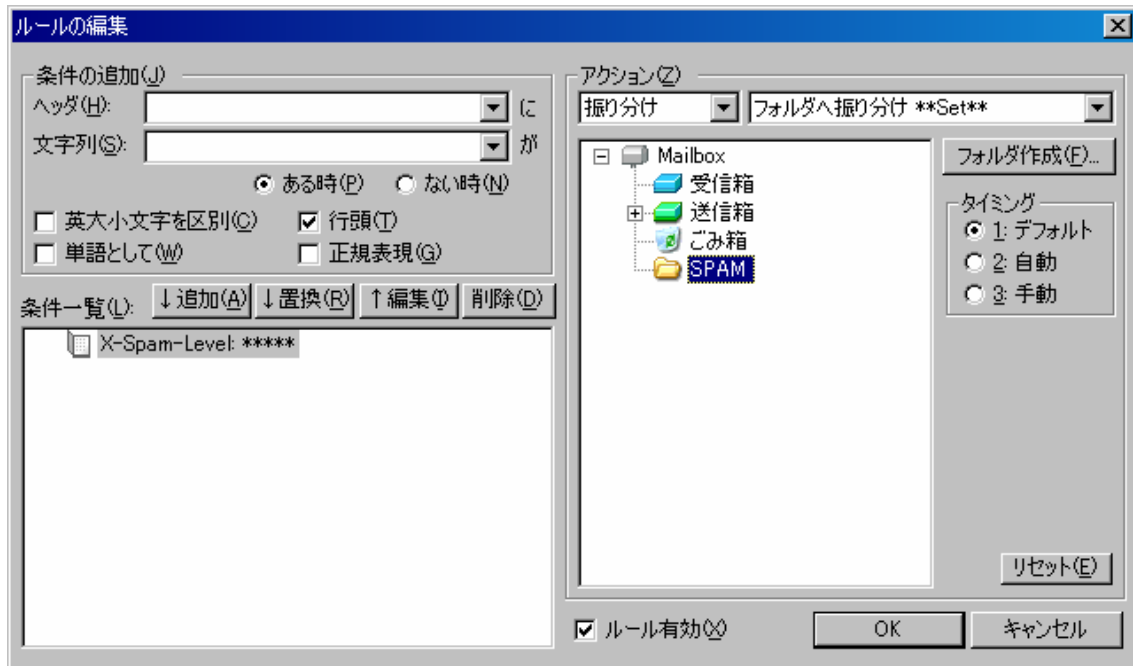 ルールの編集
条件の追加(J)
ヘッダ(H): に
文字列(S): が
ある時(P) ない時(N)
英大小文字を区別(C) 行頭(T)
単語として(W) 正規表現(G)
条件一覧(L): ↓追加(A) ↓置換(R) ↑編集(I) 削除(D)
X-Spam-Level: *****
アクション(Z)
振り分け フォルダへ振り分け **Set**
Mailbox
受信箱
送信箱
ごみ箱
SPAM
フォルダ作成(F)...
タイミング
1: デフォルト
2: 自動
3: 手動
リセット(E)
ルール有効(X) OK キャンセル